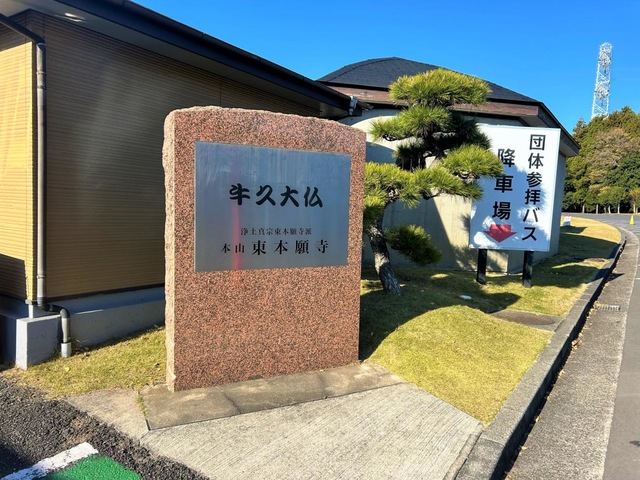 牛久大仏
浄土真宗東本願寺派
本山 東本願寺
団体参拝バス
降車場